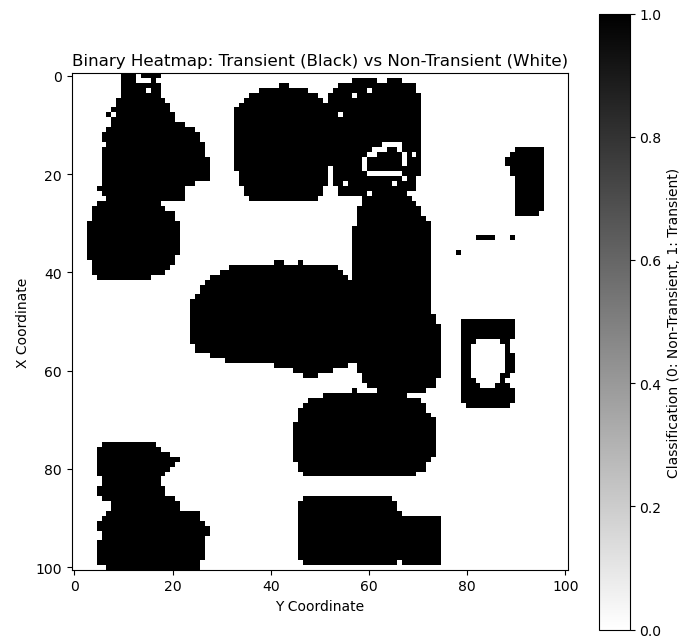 Binary Heatmap: Transient (Black) vs Non-Transient (White)
0
20
40
60
80
100
X Coordinate
0 20 40 60 80 100
Y Coordinate
1.0
0.8
0.6
0.4
0.2
0.0
Classification (0: Non-Transient, 1: Transient)